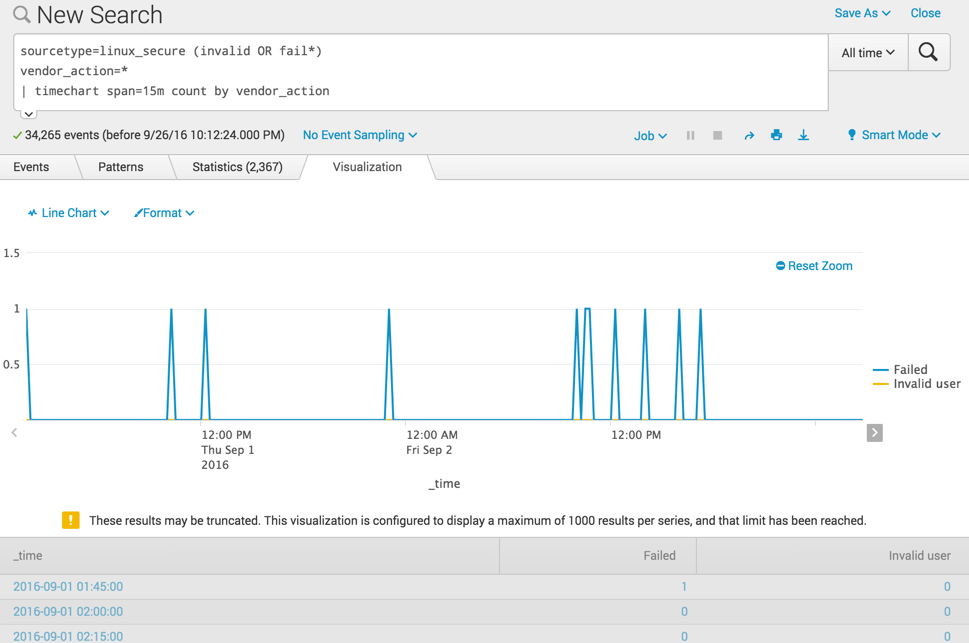 New Search
Save As
Close
sourcetype=linux_secure (invalid OR fail*)
vendor_action=*
| timechart span=15m count by vendor_action
All time
34,265 events (before 9/26/16 10:12:24.000 PM)
No Event Sampling
Job
Smart Mode
Events
Patterns
Statistics (2,367)
Visualization
Line Chart
Format
1.5
Reset Zoom
1
0.5
Failed
Invalid user
12:00 PM
Thu Sep 1
2016
12:00 AM
Fri Sep 2
12:00 PM
_time
! These results may be truncated. This visualization is configured to display a maximum of 1000 results per series, and that limit has been reached.
_time Failed Invalid user
2016-09-01 01:45:00 1 0
2016-09-01 02:00:00 0 0
2016-09-01 02:15:00 0 0